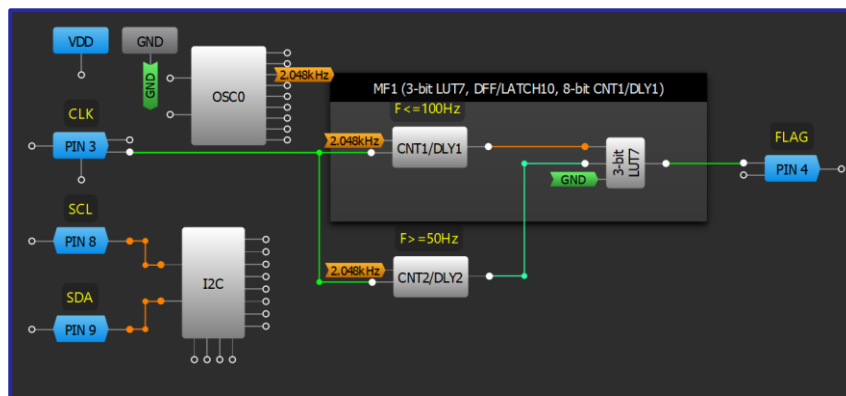 VDD
GND
GND
OSC0
2.048kHz
MF1 (3-bit LUT7, DFF/LATCH10, 8-bit CNT1/DLY1)
F<=100Hz
CLK
PIN 3
2.048kHz
CNT1/DLY1
3-bit
LUT7
GND
FLAG
PIN 4
SCL
PIN 8
I2C
F>=50Hz
2.048kHz
CNT2/DLY2
SDA
PIN 9